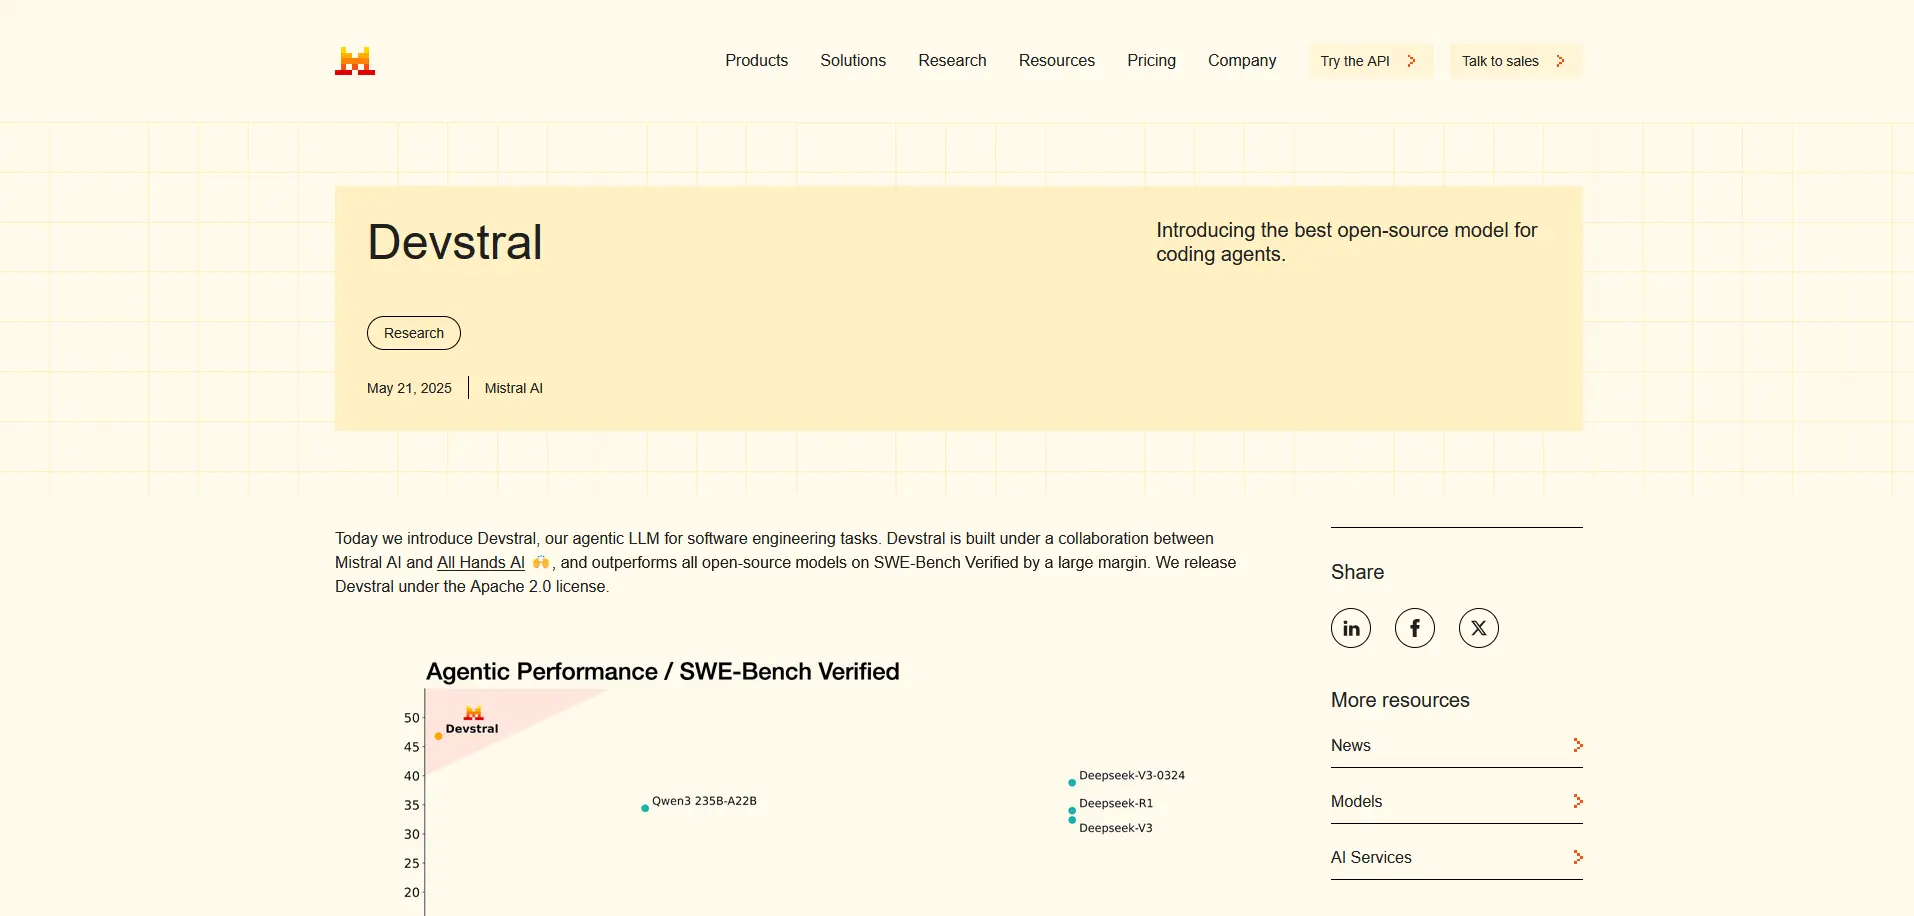 Products Solutions Research Resources Pricing Company Try the API Talk to sales
Devstral
Introducing the best open-source model for
coding agents.
Research
May 21, 2025 Mistral AI
Today we introduce Devstral, our agentic LLM for software engineering tasks. Devstral is built under a collaboration between
Mistral AI and All Hands AI 🙌, and outperforms all open-source models on SWE-Bench Verified by a large margin. We release
Devstral under the Apache 2.0 license.
Agentic Performance / SWE-Bench Verified
50
45
40
35
30
25
20
Devstral
Qwen3 235B-A22B
Deepseek-V3-0324
Deepseek-R1
Deepseek-V3
Share
in f X
More resources
News
Models
AI Services